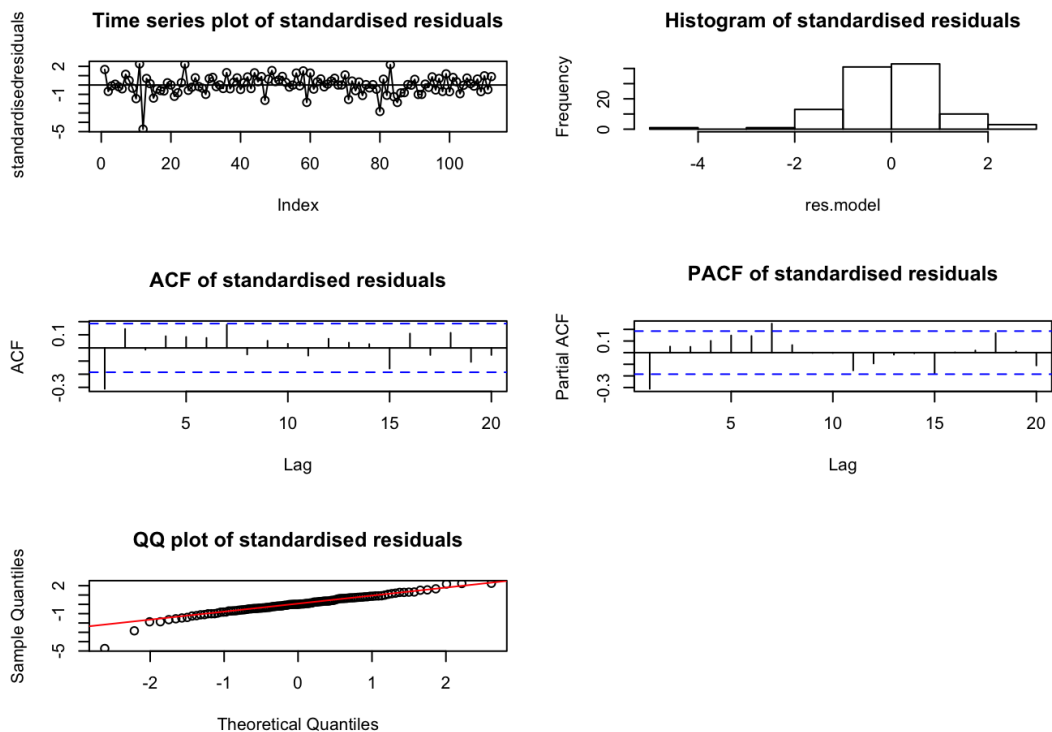 Time series plot of standardised residuals
standardisedresiduals
2
-1
-5
0 20 40 60 80 100
Index
Histogram of standardised residuals
Frequency
20
0
-4 -2 0 2
res.model
ACF of standardised residuals
ACF
0.1
-0.3
5 10 15 20
Lag
PACF of standardised residuals
Partial ACF
0.1
-0.3
5 10 15 20
Lag
QQ plot of standardised residuals
Sample Quantiles
2
-1
-5
-2 -1 0 1 2
Theoretical Quantiles